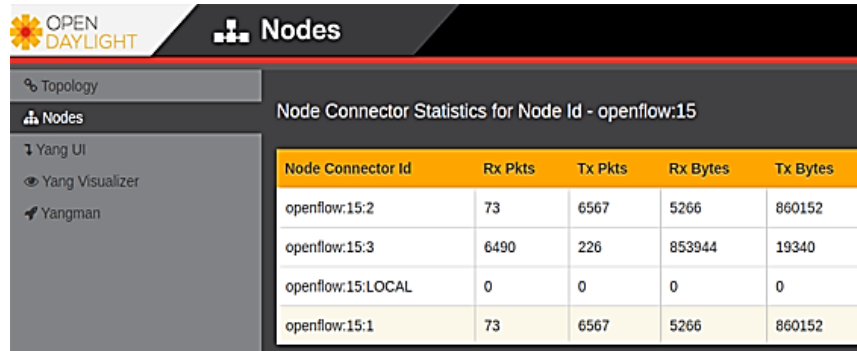 OPEN
DAYLIGHT
Nodes
Topology
Nodes
Yang UI
Yang Visualizer
Yangman
Node Connector Statistics for Node Id - openflow:15
Node Connector Id Rx Pkts Tx Pkts Rx Bytes Tx Bytes
openflow:15:2 73 6567 5266 860152
openflow:15:3 6490 226 853944 19340
openflow:15:LOCAL 0 0 0 0
openflow:15:1 73 6567 5266 860152